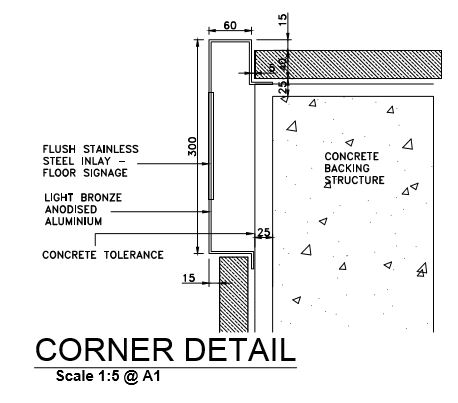 60
15
5
40
25
300
FLUSH STAINLESS
STEEL INLAY –
FLOOR SIGNAGE
CONCRETE
BACKING
STRUCTURE
LIGHT BRONZE
ANODISED
ALUMINIUM
25
CONCRETE TOLERANCE
15
CORNER DETAIL
Scale 1:5 @ A1